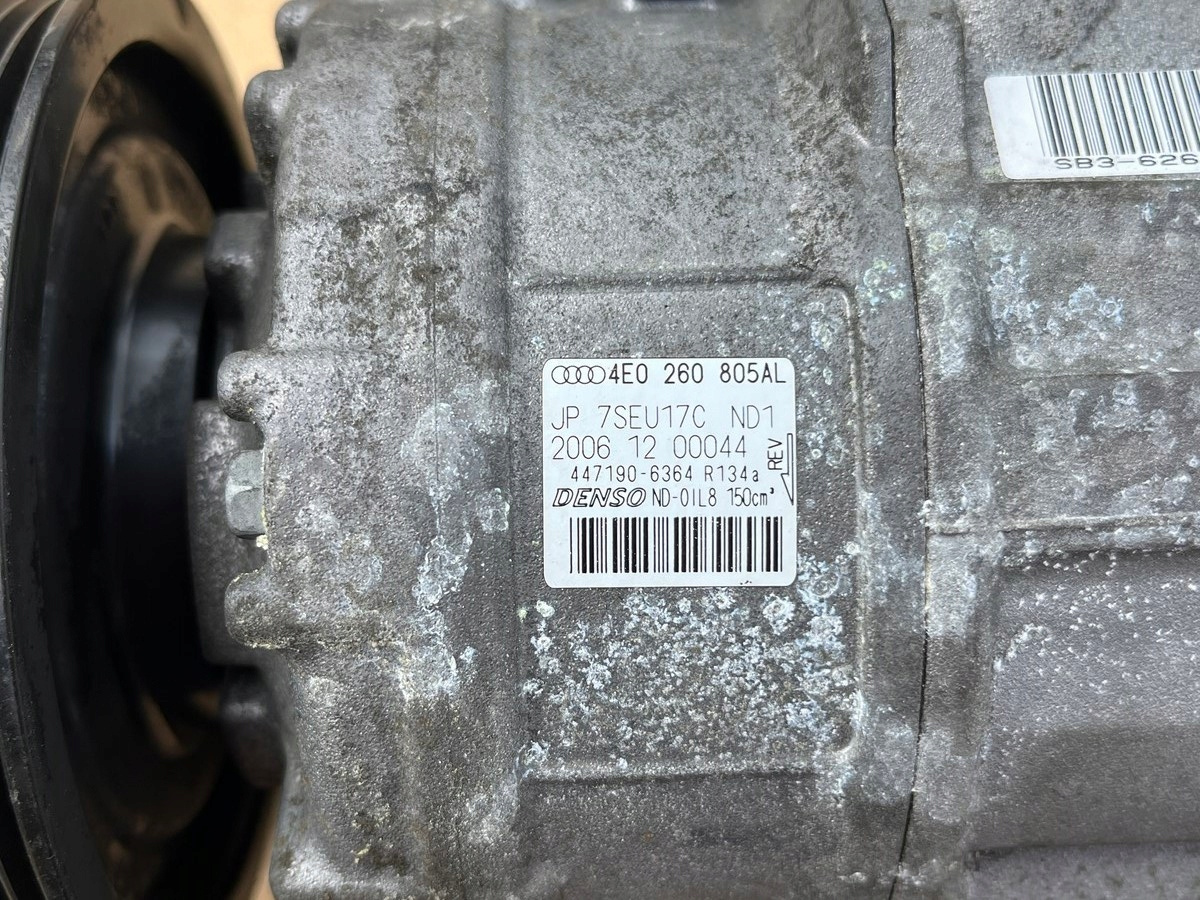 SB3-626
4E0 260 805AL
JP 7SEU17C ND1
2006 12 00044
REV
447190-6364 R134a
DENSO ND-OIL8 150cm³